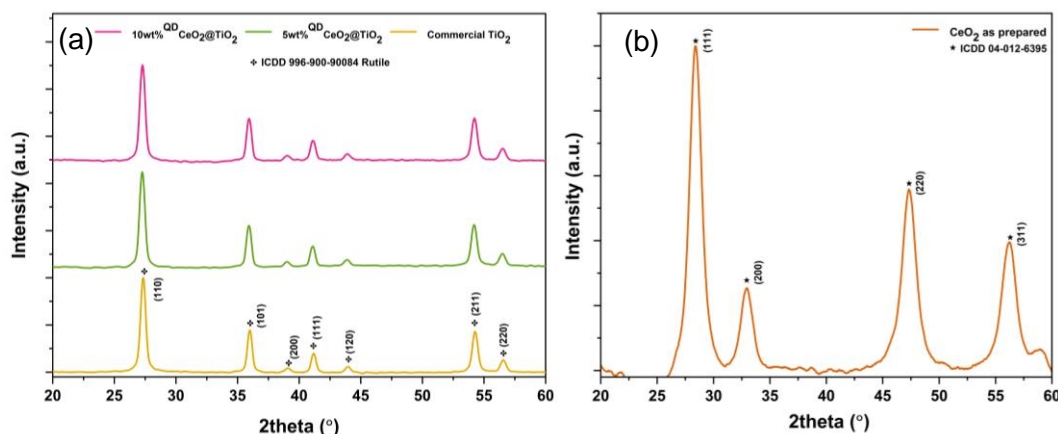 (a)
10wt%QDCeO2@TiO2 5wt%QDCeO2@TiO2 Commercial TiO2
✣ ICDD 996-900-90084 Rutile
Intensity (a.u.)
✣ (110)
✣ (101)
✣ (200)
✣ (111)
✣ (120)
✣ (211)
✣ (220)
20 25 30 35 40 45 50 55 60
2theta (°)
(b)
CeO2 as prepared
★ ICDD 04-012-6395
Intensity (a.u.)
★ (111)
★ (200)
★ (220)
★ (311)
20 25 30 35 40 45 50 55 60
2theta (°)